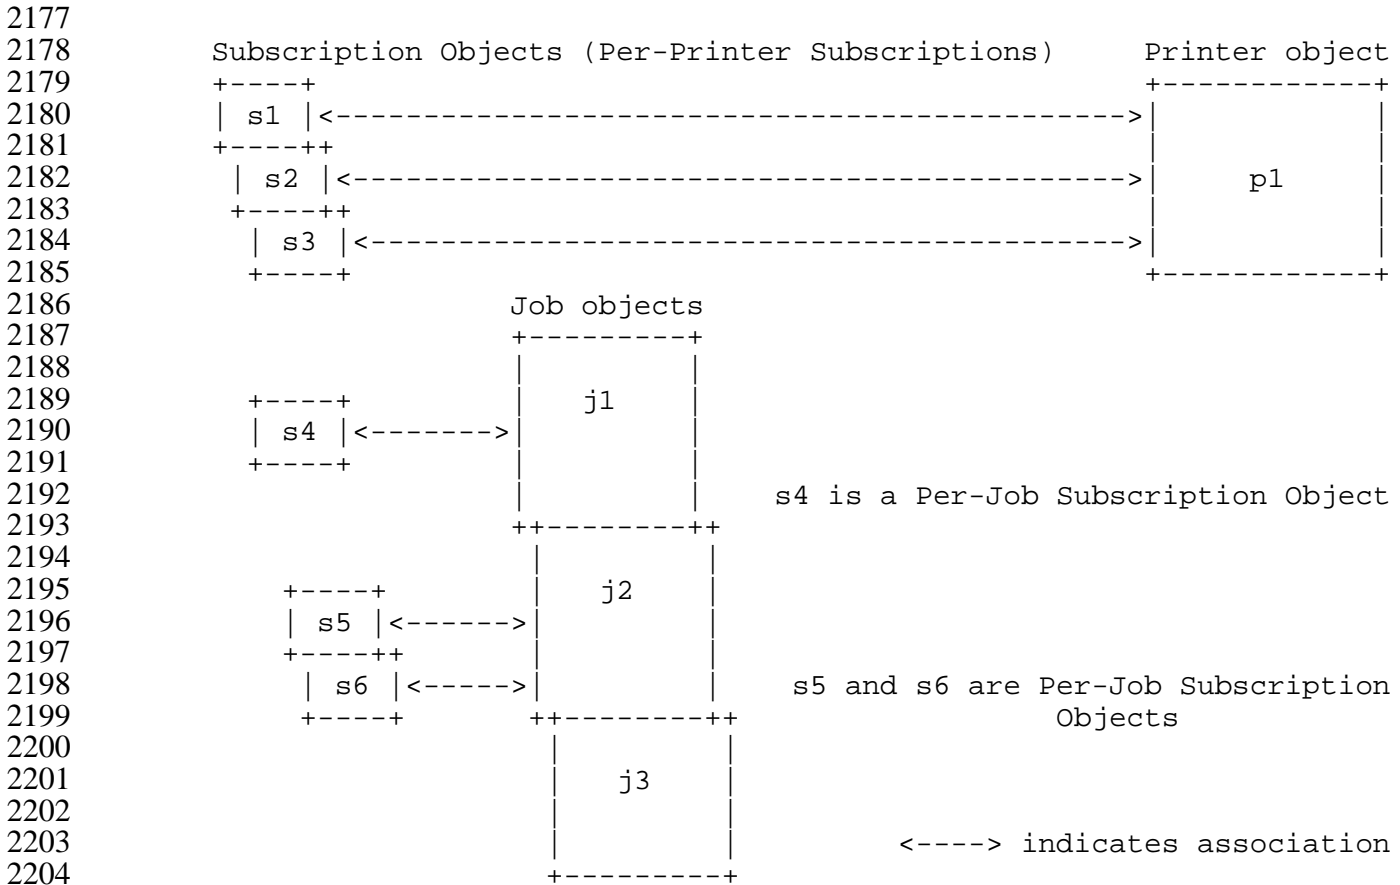 2177
2178 Subscription Objects (Per-Printer Subscriptions) Printer object
2179 +----+ +------------+
2180 | s1 |<--------------------------------------------->| |
2181 +----++ | |
2182 | s2 |<-------------------------------------------->| p1 |
2183 +----++ | |
2184 | s3 |<------------------------------------------->| |
2185 +----+ +------------+
2186 Job objects
2187 +---------+
2188 | |
2189 +----+ | j1 |
2190 | s4 |<------->| |
2191 +----+ | |
2192 | | s4 is a Per-Job Subscription Object
2193 ++--------++
2194 | |
2195 +----+ | j2 |
2196 | s5 |<------>| |
2197 +----++ | |
2198 | s6 |<----->| | s5 and s6 are Per-Job Subscription
2199 +----+ ++--------++ Objects
2200 | |
2201 | j3 |
2202 | |
2203 | | <----> indicates association
2204 +---------+